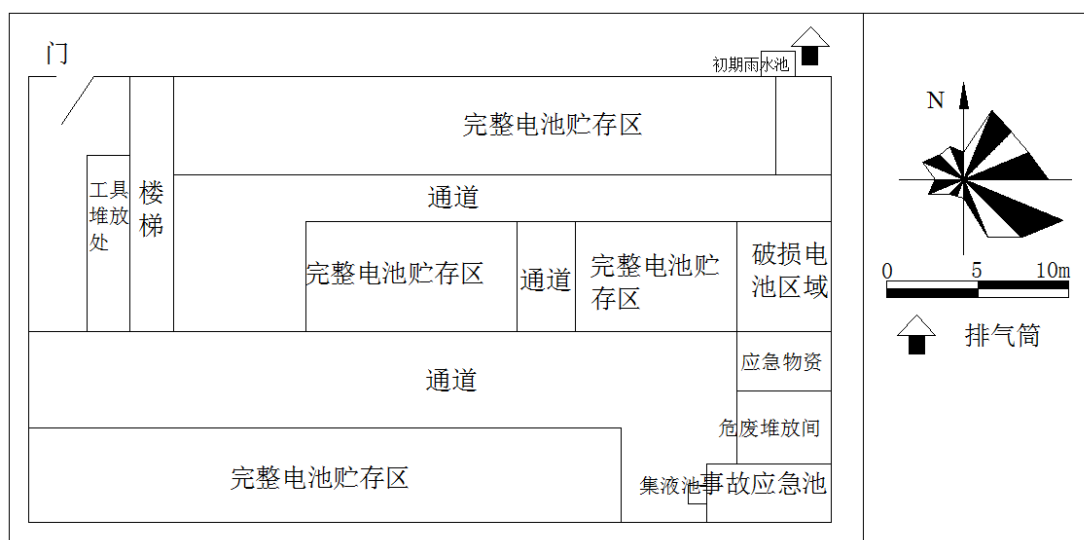 门
初期雨水池
完整电池贮存区
N
工具
堆放
处
楼
梯
通道
完整电池贮存区
通道
完整电池贮
存区
破损电
池区域
0 5 10m
排气筒
通道
应急物资
危废堆放间
完整电池贮存区
集液池
事故应急池